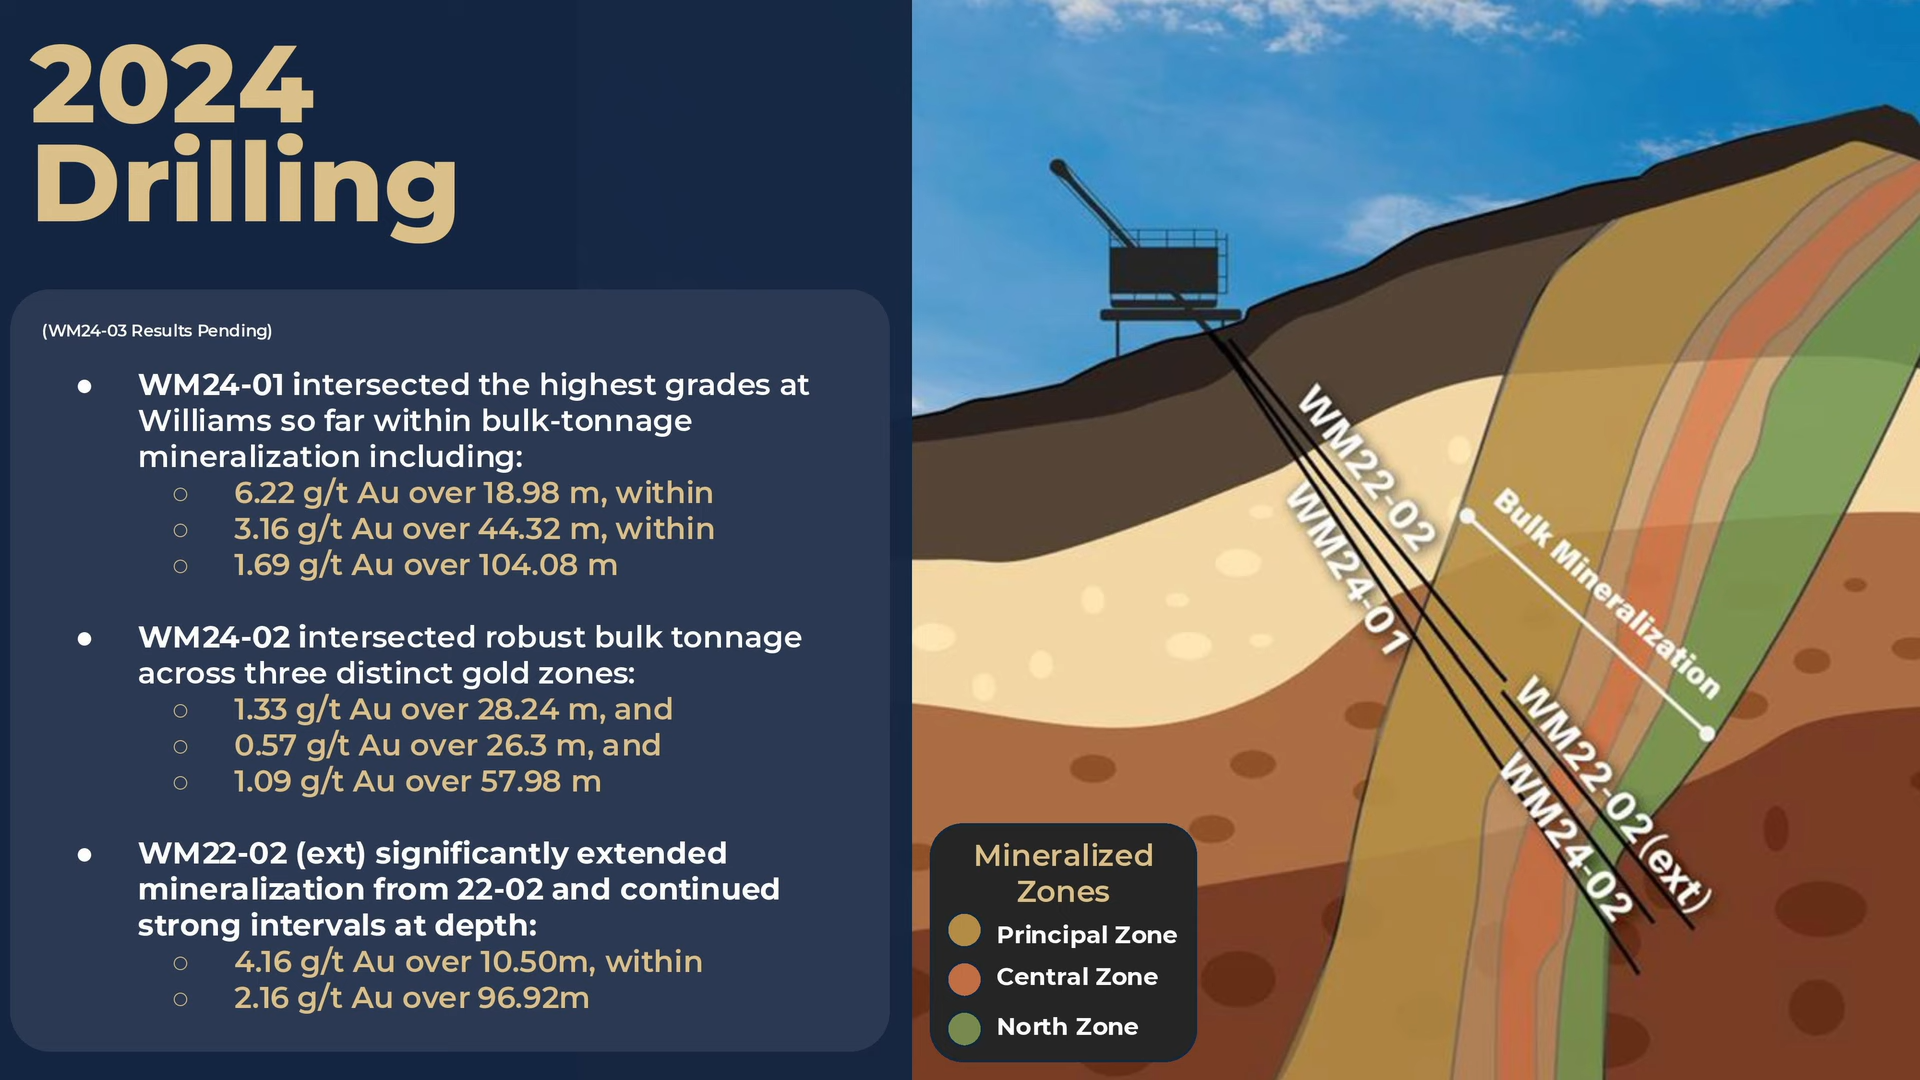 2024
Drilling
(WM24-03 Results Pending)
● WM24-01 intersected the highest grades at
Williams so far within bulk-tonnage
mineralization including:
○ 6.22 g/t Au over 18.98 m, within
○ 3.16 g/t Au over 44.32 m, within
○ 1.69 g/t Au over 104.08 m
● WM24-02 intersected robust bulk tonnage
across three distinct gold zones:
○ 1.33 g/t Au over 28.24 m, and
○ 0.57 g/t Au over 26.3 m, and
○ 1.09 g/t Au over 57.98 m
● WM22-02 (ext) significantly extended
mineralization from 22-02 and continued
strong intervals at depth:
○ 4.16 g/t Au over 10.50m, within
○ 2.16 g/t Au over 96.92m
WM22-02
WM24-01
Bulk Mineralization
WM22-02(ext)
WM24-02
Mineralized
Zones
Principal Zone
Central Zone
North Zone